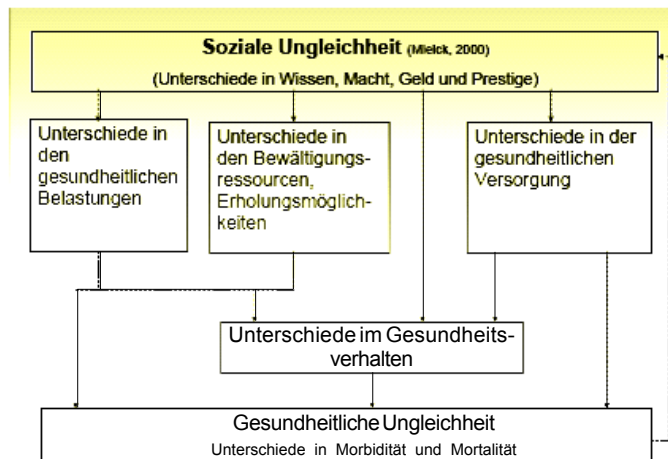 Soziale Ungleichheit (Mielck, 2000)
(Unterschiede in Wissen, Macht, Geld und Prestige)
Unterschiede in
den
gesundheitlichen
Belastungen
Unterschiede in
den Bewältigungs-
ressourcen,
Erholungsmöglich-
keiten
Unterschiede in der
gesundheitlichen
Versorgung
Unterschiede im Gesundheits-
verhalten
Gesundheitliche Ungleichheit
Unterschiede in Morbidität und Mortalität